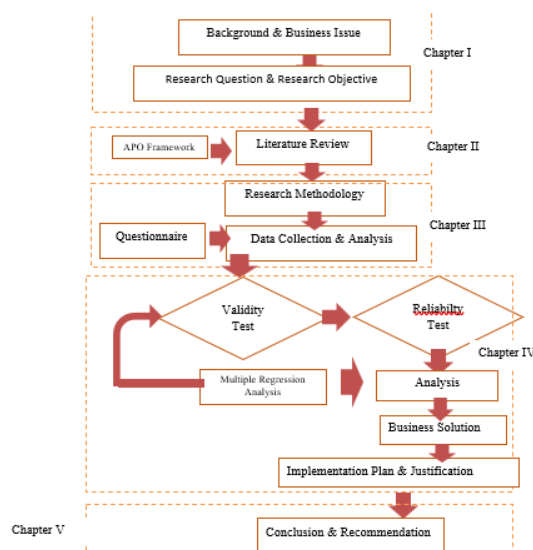 Background & Business Issue
Chapter I
Research Question & Research Objective
APO Framework
Literature Review
Chapter II
Research Methodology
Chapter III
Questionnaire
Data Collection & Analysis
Validity
Test
Reliabilty
Test
Chapter IV
Multiple Regression
Analysis
Analysis
Business Solution
Implementation Plan & Justification
Chapter V
Conclusion & Recommendation